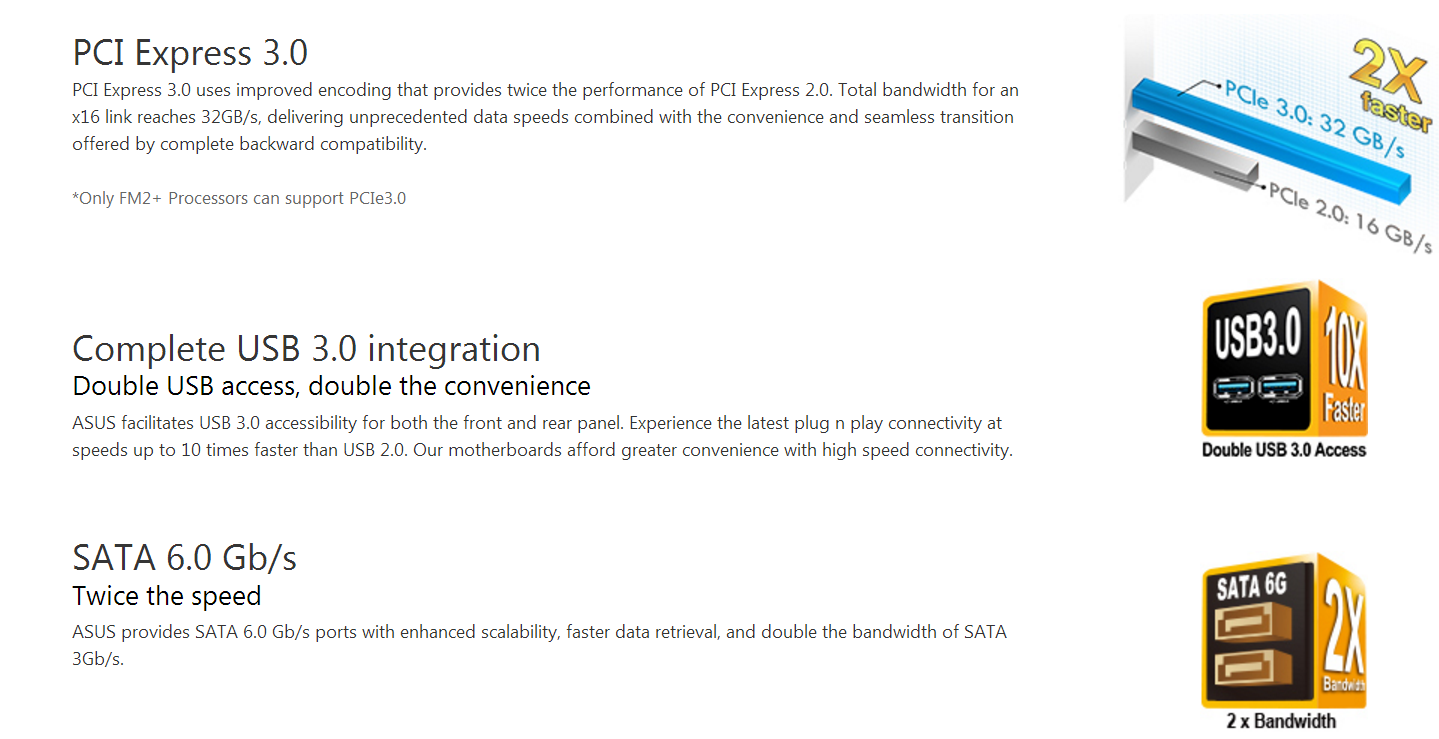 PCI Express 3.0
PCI Express 3.0 uses improved encoding that provides twice the performance of PCI Express 2.0. Total bandwidth for an
x16 link reaches 32GB/s, delivering unprecedented data speeds combined with the convenience and seamless transition
offered by complete backward compatibility.
*Only FM2+ Processors can support PCIe3.0
2X
faster
PCIe 3.0: 32 GB/s
PCIe 2.0: 16 GB/s
Complete USB 3.0 integration
Double USB access, double the convenience
ASUS facilitates USB 3.0 accessibility for both the front and rear panel. Experience the latest plug n play connectivity at
speeds up to 10 times faster than USB 2.0. Our motherboards afford greater convenience with high speed connectivity.
USB3.0
10X
Faster
Double USB 3.0 Access
SATA 6.0 Gb/s
Twice the speed
ASUS provides SATA 6.0 Gb/s ports with enhanced scalability, faster data retrieval, and double the bandwidth of SATA
3Gb/s.
SATA 6G
2X
Bandwidth
2 x Bandwidth